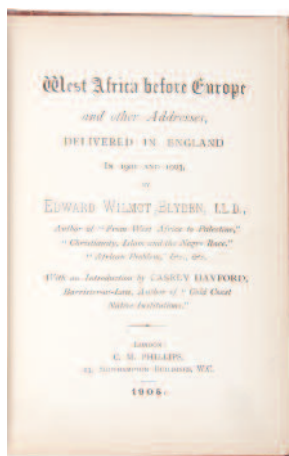 West Africa before Europe
and other Addresses,
DELIVERED IN ENGLAND
IN 1901 AND 1903,
BY
EDWARD WILMOT BLYDEN, LL.D.,
Author of "From West Africa to Palestine,"
"Christianity, Islam and the Negro Race,"
"African Problem," &c., &c.
With an Introduction by CASELY HAYFORD,
Barrister-at-Law, Author of "Gold Coast
Native Institutions."
LONDON
C. M. PHILLIPS,
23, SOUTHAMPTON BUILDINGS, W.C.
1905.